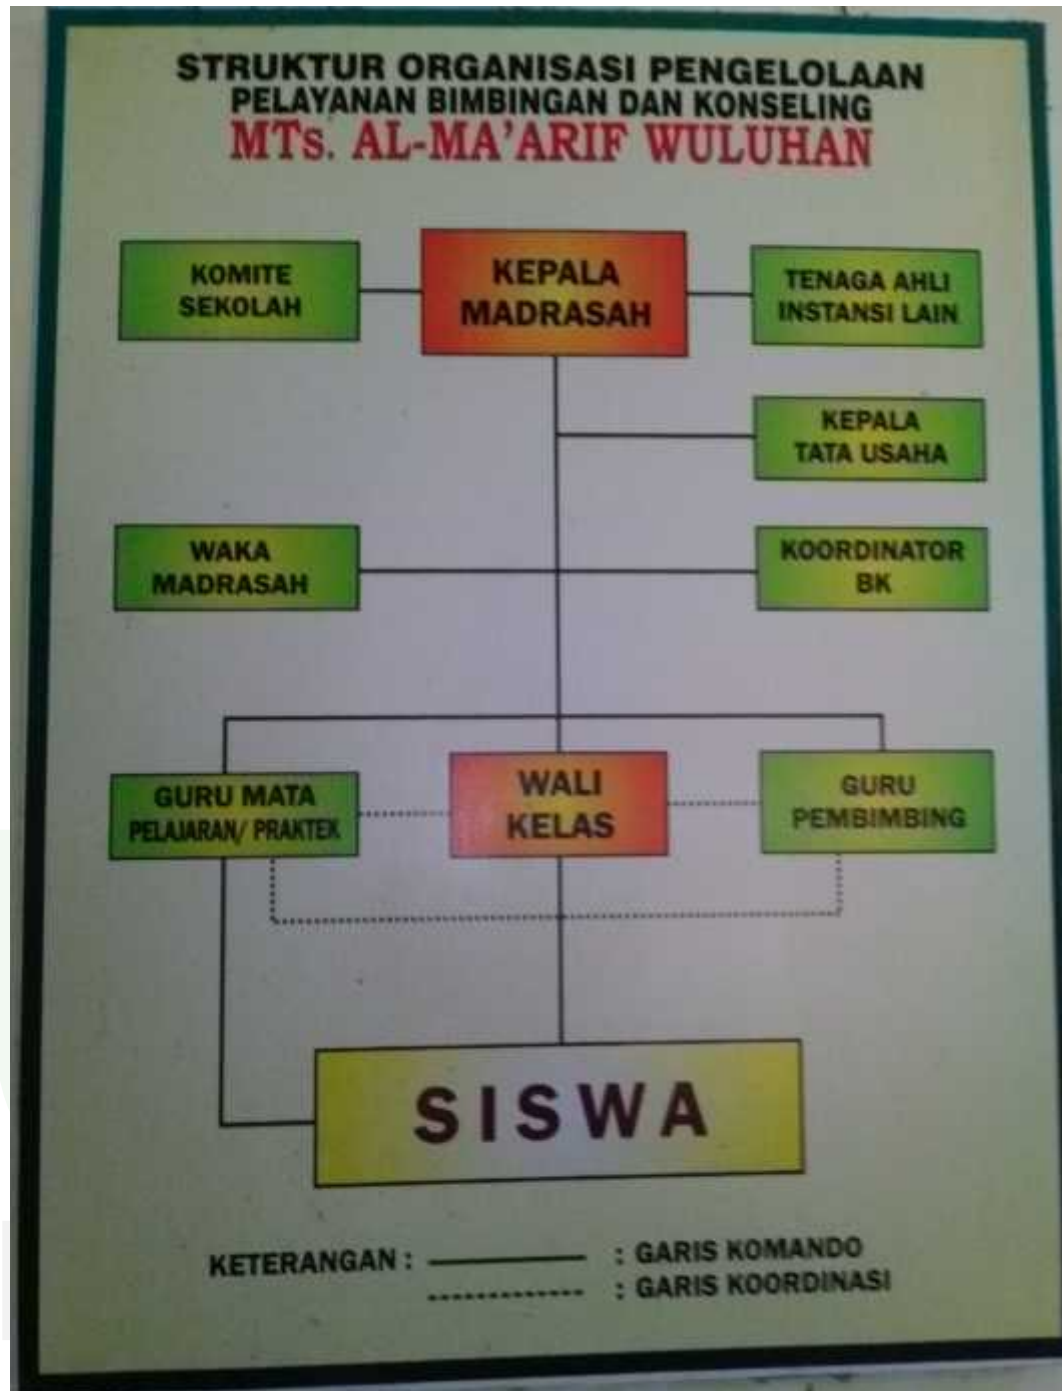 STRUKTUR ORGANISASI PENGELOLAAN
PELAYANAN BIMBINGAN DAN KONSELING
MTs. AL-MA'ARIF WULUHAN
KOMITE
SEKOLAH
KEPALA
MADRASAH
TENAGA AHLI
INSTANSI LAIN
KEPALA
TATA USAHA
WAKA
MADRASAH
KOORDINATOR
BK
GURU MATA
PELAJARAN/ PRAKTEK
WALI
KELAS
GURU
PEMBIMBING
SISWA
KETERANGAN : : GARIS KOMANDO
: GARIS KOORDINASI